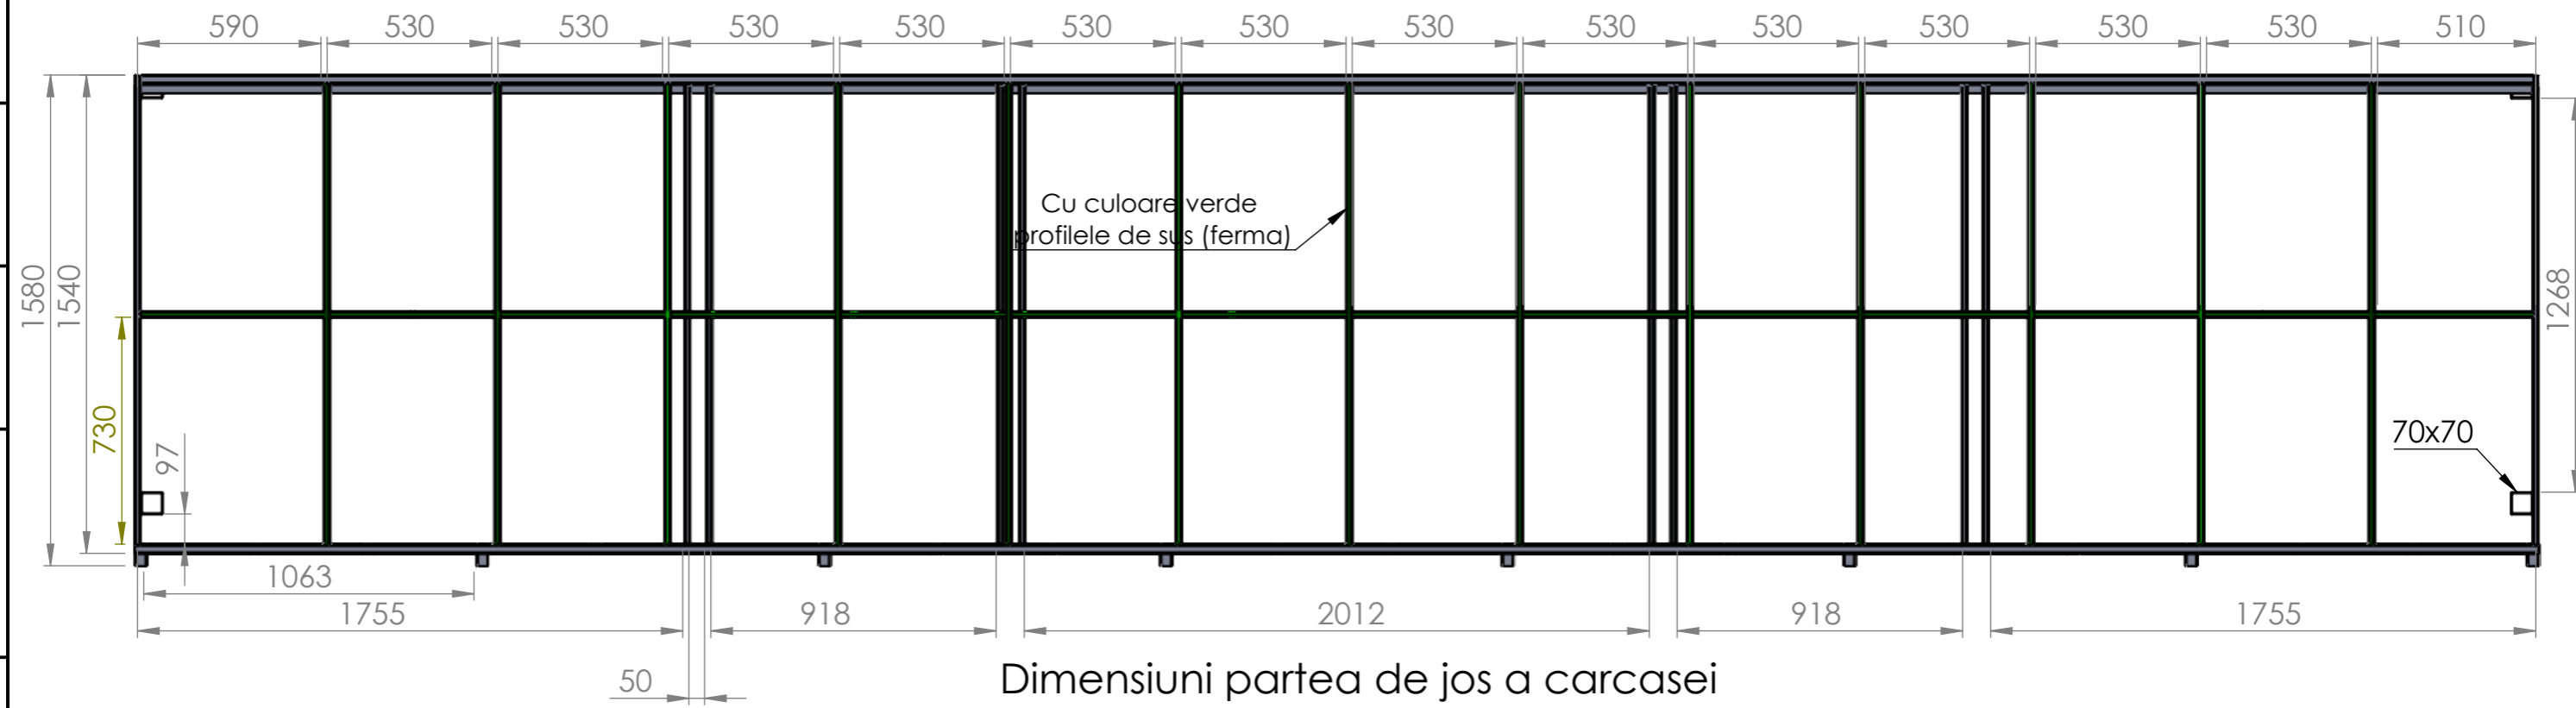 590 530 530 530 530 530 530 530 530 530 530 530 530 510
Cu culoare verde
profilele de sus (ferma)
1580
1540
1268
730
97
70x70
1063
1755 918 2012 918 1755
50
Dimensiuni partea de jos a carcasei